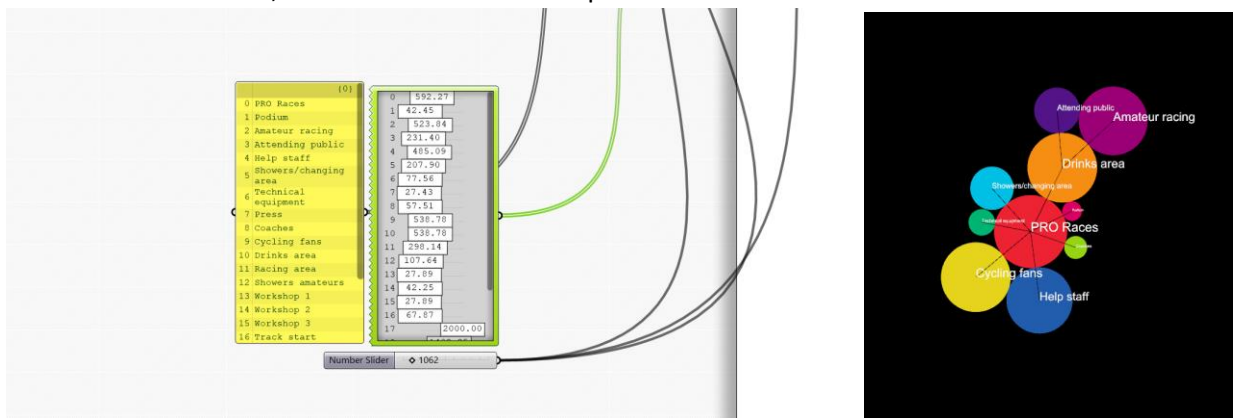 {0}
0 PRO Races
1 Podium
2 Amateur racing
3 Attending public
4 Help staff
5 Showers/changing
area
6 Technical
equipment
7 Press
8 Coaches
9 Cycling fans
10 Drinks area
11 Racing area
12 Showers amateurs
13 Workshop 1
14 Workshop 2
15 Workshop 3
16 Track start
0 592.27
1 42.45
2 523.84
3 231.40
4 485.09
5 207.90
6 77.56
7 27.43
8 57.51
9 538.78
10 538.78
11 298.14
12 107.64
13 27.89
14 42.25
15 27.89
16 67.87
17 2000.00
Number Slider 1062
Attending public
Amateur racing
Drinks area
Showers/changing area
Technical equipment
PRO Races
Cycling fans
Help staff